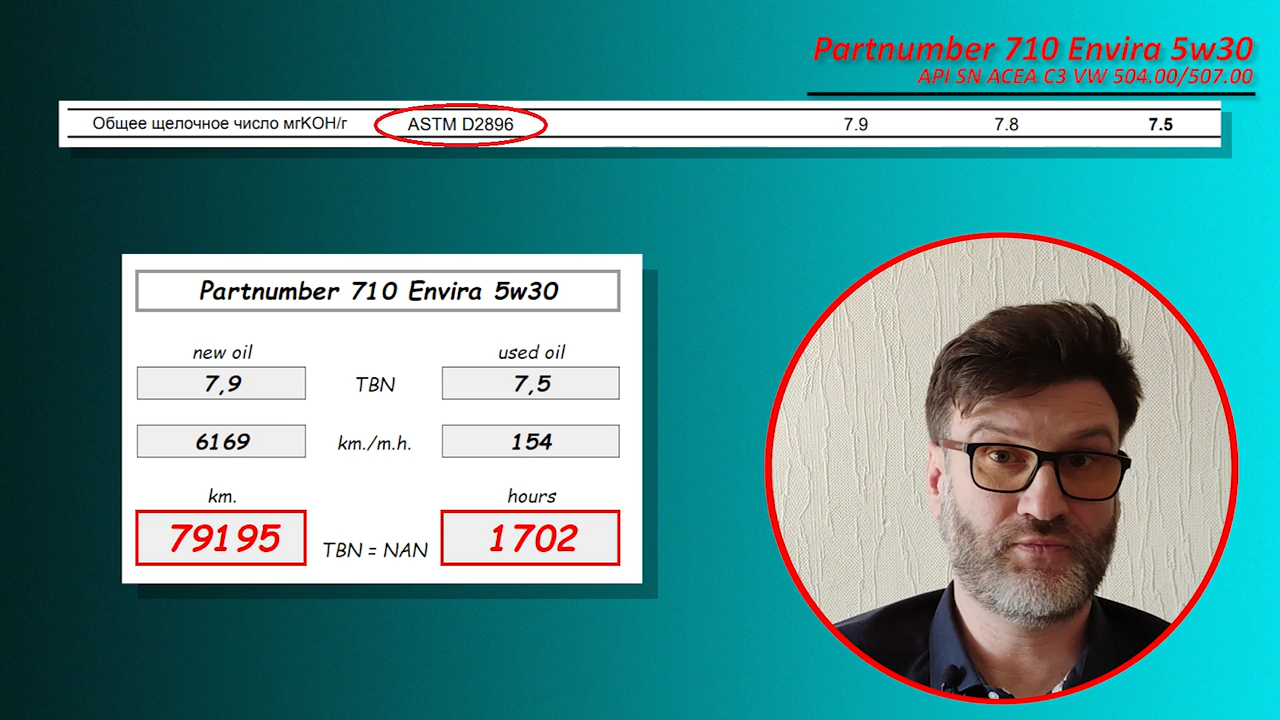 Partnumber 710 Envira 5w30
API SN ACEA C3 VW 504.00/507.00
Общее щелочное число мгKOH/г ASTM D2896 7.9 7.8 7.5
Partnumber 710 Envira 5w30
new oil used oil
7,9 TBN 7,5
6169 km./m.h. 154
km. hours
79195 TBN = NAN 1702